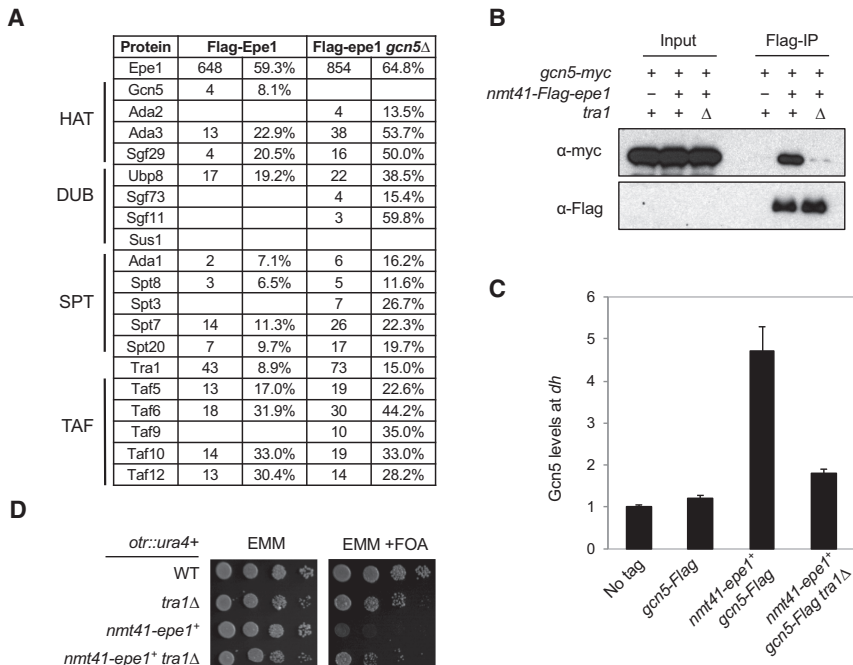 A
Protein Flag-Epe1 Flag-epe1 gcn5Δ
Epe1 648 59.3% 854 64.8%
HAT
Gcn5 4 8.1%
Ada2 4 13.5%
Ada3 13 22.9% 38 53.7%
Sgf29 4 20.5% 16 50.0%
DUB
Ubp8 17 19.2% 22 38.5%
Sgf73 4 15.4%
Sgf11 3 59.8%
Sus1
SPT
Ada1 2 7.1% 6 16.2%
Spt8 3 6.5% 5 11.6%
Spt3 7 26.7%
Spt7 14 11.3% 26 22.3%
Spt20 7 9.7% 17 19.7%
Tra1 43 8.9% 73 15.0%
TAF
Taf5 13 17.0% 19 22.6%
Taf6 18 31.9% 30 44.2%
Taf9 10 35.0%
Taf10 14 33.0% 19 33.0%
Taf12 13 30.4% 14 28.2%
B
Input Flag-IP
gcn5-myc + + + + + +
nmt41-Flag-epe1 – + + – + +
tra1 + + Δ + + Δ
α-myc
α-Flag
C
Gcn5 levels at dh
6
5
4
3
2
1
0
No tag
gcn5-Flag
nmt41-epe1+
gcn5-Flag
nmt41-epe1+
gcn5-Flag tra1Δ
D
otr::ura4+ EMM EMM +FOA
WT
tra1Δ
nmt41-epe1+
nmt41-epe1+ tra1Δ